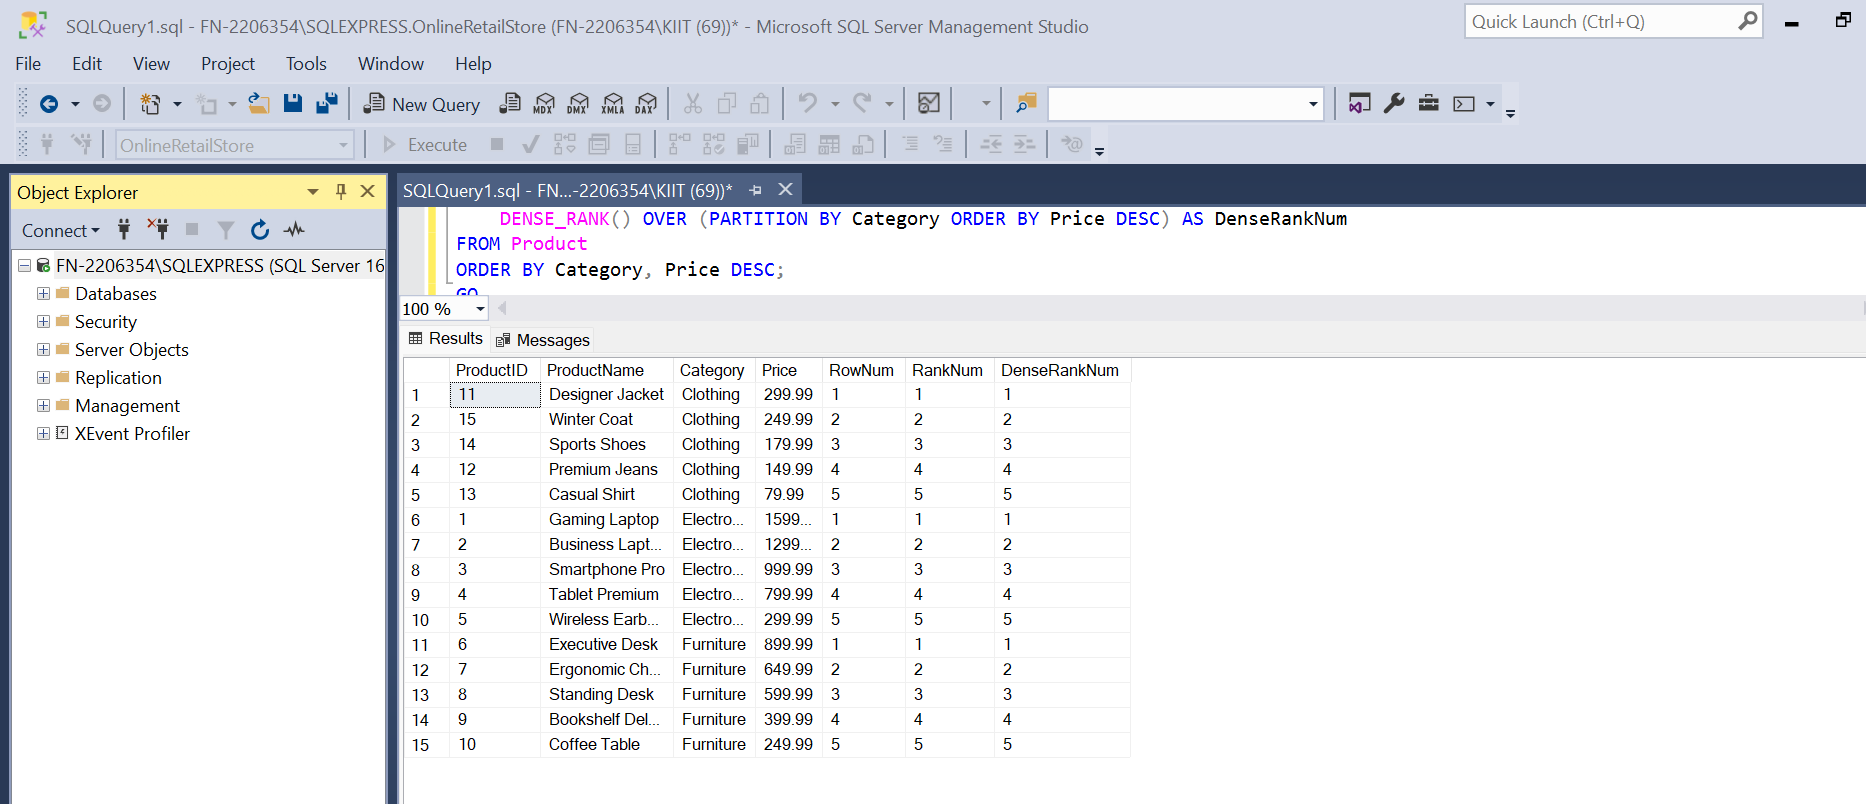 SQLQuery1.sql - FN-2206354\SQLEXPRESS.OnlineRetailStore (FN-2206354\KIIT (69))* - Microsoft SQL Server Management Studio
Quick Launch (Ctrl+Q)
File Edit View Project Tools Window Help
New Query MDX DMX XMLA DAX
OnlineRetailStore Execute
Object Explorer
Connect
FN-2206354\SQLEXPRESS (SQL Server 16
Databases
Security
Server Objects
Replication
Management
XEvent Profiler
SQLQuery1.sql - FN...-2206354\KIIT (69))*
DENSE_RANK() OVER (PARTITION BY Category ORDER BY Price DESC) AS DenseRankNum
FROM Product
ORDER BY Category, Price DESC;
GO
100 %
Results Messages
ProductID ProductName Category Price RowNum RankNum DenseRankNum
1 11 Designer Jacket Clothing 299.99 1 1 1
2 15 Winter Coat Clothing 249.99 2 2 2
3 14 Sports Shoes Clothing 179.99 3 3 3
4 12 Premium Jeans Clothing 149.99 4 4 4
5 13 Casual Shirt Clothing 79.99 5 5 5
6 1 Gaming Laptop Electro... 1599... 1 1 1
7 2 Business Lapt... Electro... 1299... 2 2 2
8 3 Smartphone Pro Electro... 999.99 3 3 3
9 4 Tablet Premium Electro... 799.99 4 4 4
10 5 Wireless Earb... Electro... 299.99 5 5 5
11 6 Executive Desk Furniture 899.99 1 1 1
12 7 Ergonomic Ch... Furniture 649.99 2 2 2
13 8 Standing Desk Furniture 599.99 3 3 3
14 9 Bookshelf Del... Furniture 399.99 4 4 4
15 10 Coffee Table Furniture 249.99 5 5 5